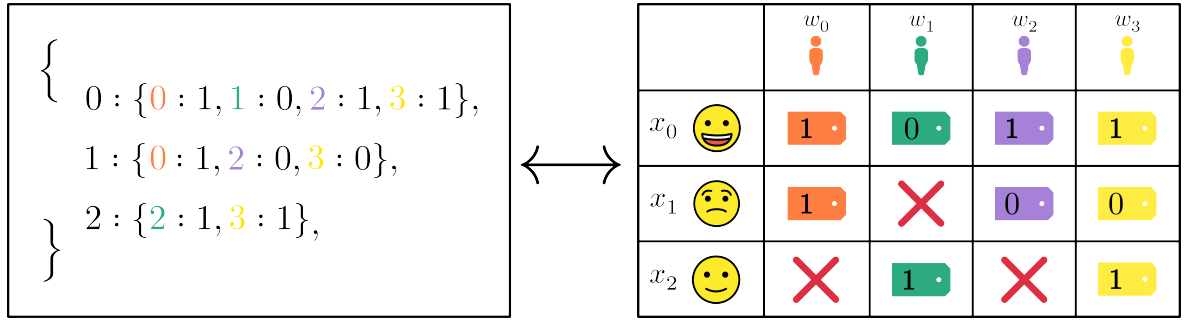 {
0 : {0 : 1, 1 : 0, 2 : 1, 3 : 1},
1 : {0 : 1, 2 : 0, 3 : 0},
2 : {2 : 1, 3 : 1},
}
w₀ w₁ w₂ w₃
x₀ 1 0 1 1
x₁ 1 0 0
x₂ 1 1